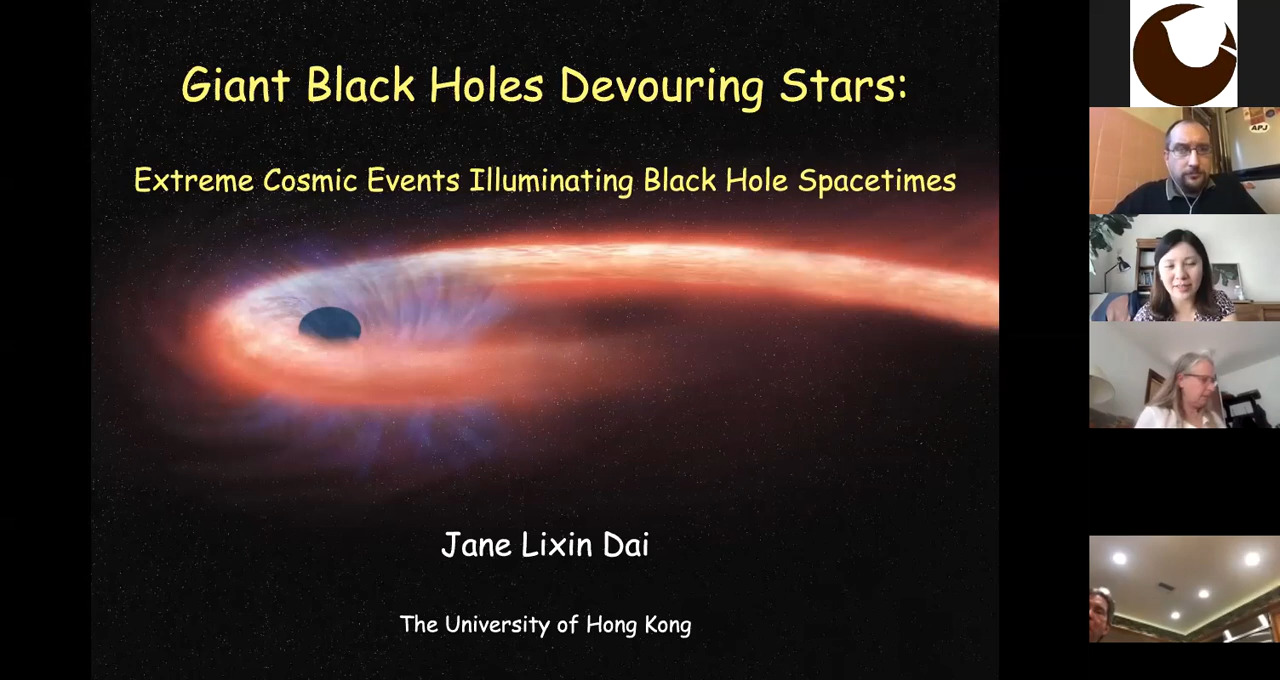 Giant Black Holes Devouring Stars:
Extreme Cosmic Events Illuminating Black Hole Spacetimes
Jane Lixin Dai
The University of Hong Kong
APJ